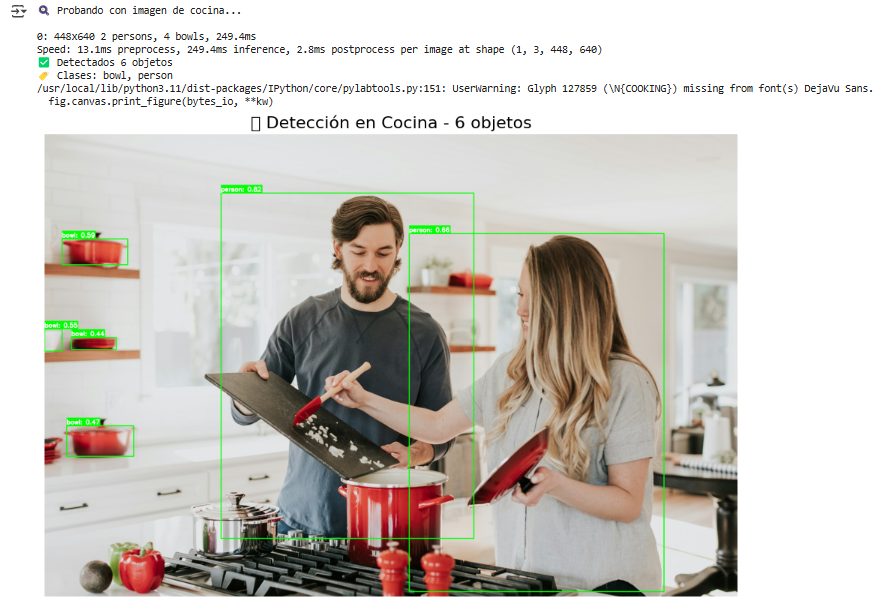 🔍 Probando con imagen de cocina...
0: 448x640 2 persons, 4 bowls, 249.4ms
Speed: 13.1ms preprocess, 249.4ms inference, 2.8ms postprocess per image at shape (1, 3, 448, 640)
✅ Detectados 6 objetos
🏷️ Clases: bowl, person
/usr/local/lib/python3.11/dist-packages/IPython/core/pylabtools.py:151: UserWarning: Glyph 127859 (\N{COOKING}) missing from font(s) DejaVu Sans.
fig.canvas.print_figure(bytes_io, **kw)
Detección en Cocina - 6 objetos
person: 0.82
person: 0.86
bowl: 0.50
bowl: 0.55
bowl: 0.44
bowl: 0.47